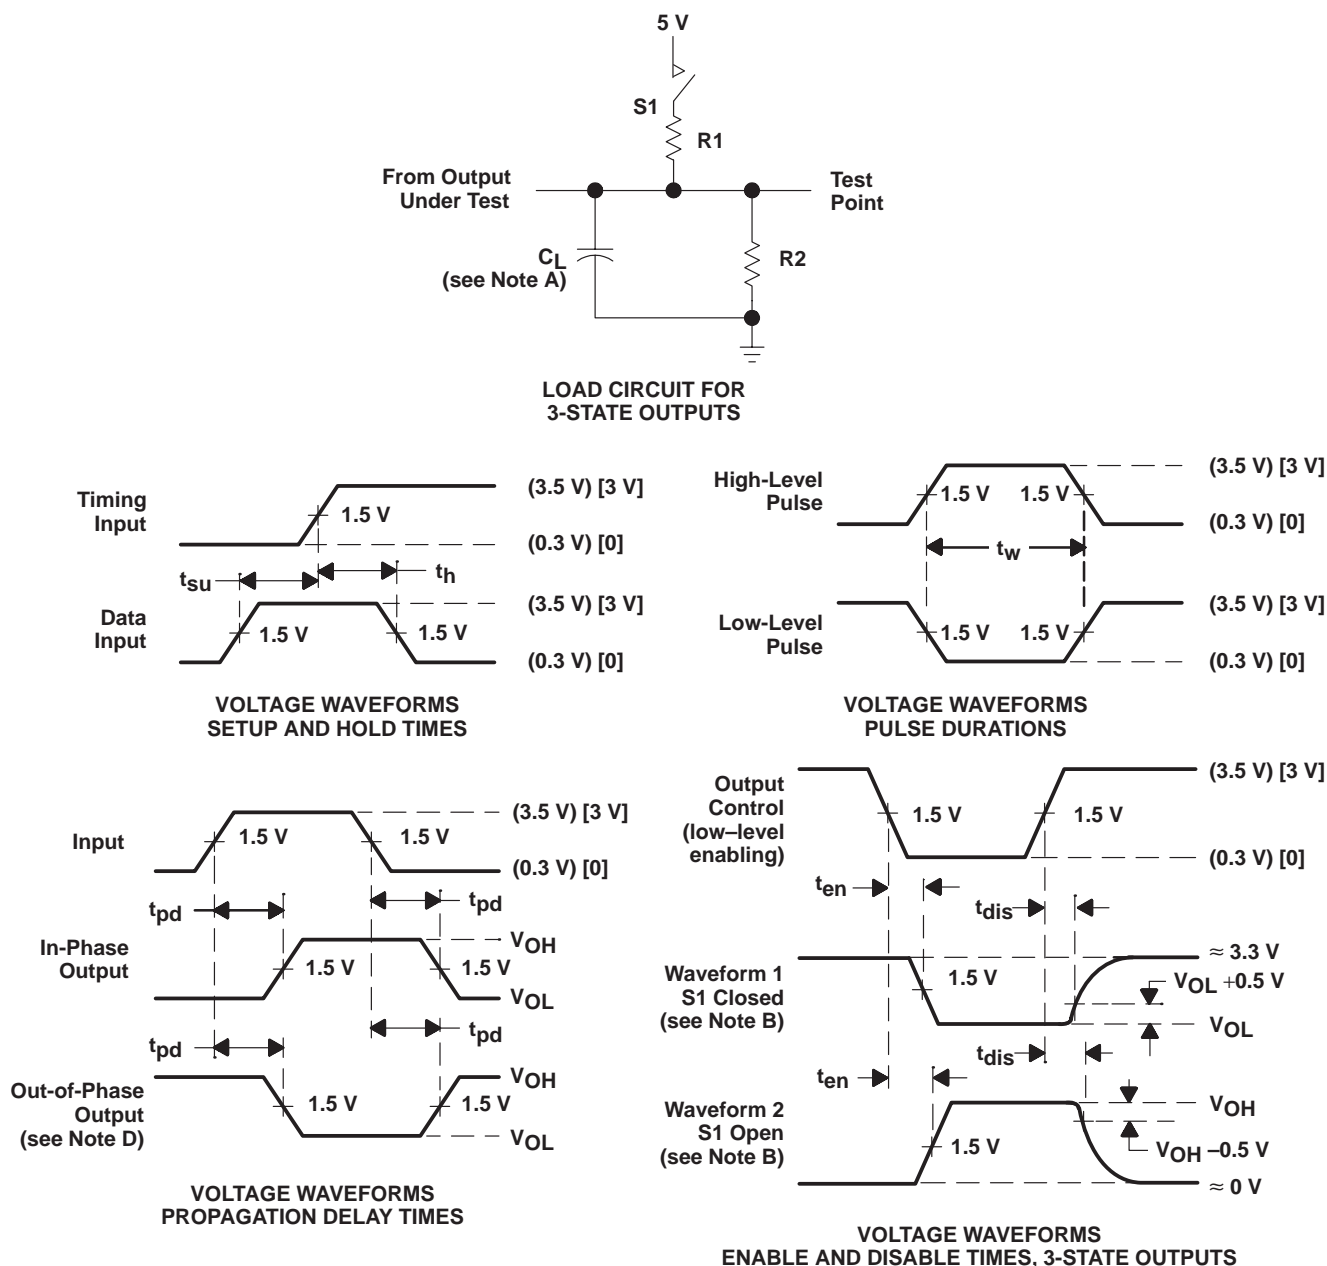 5 V
S1
R1
From Output
Under Test
Test
Point
CL
(see Note A)
R2
LOAD CIRCUIT FOR
3-STATE OUTPUTS
Timing
Input
1.5 V
(3.5 V) [3 V]
(0.3 V) [0]
tsu
th
Data
Input
1.5 V
1.5 V
(3.5 V) [3 V]
(0.3 V) [0]
VOLTAGE WAVEFORMS
SETUP AND HOLD TIMES
High-Level
Pulse
1.5 V
1.5 V
(3.5 V) [3 V]
(0.3 V) [0]
tw
Low-Level
Pulse
1.5 V
1.5 V
(3.5 V) [3 V]
(0.3 V) [0]
VOLTAGE WAVEFORMS
PULSE DURATIONS
Input
1.5 V
1.5 V
(3.5 V) [3 V]
(0.3 V) [0]
tpd
tpd
In-Phase
Output
1.5 V
1.5 V
VOH
VOL
tpd
tpd
Out-of-Phase
Output
(see Note D)
1.5 V
1.5 V
VOH
VOL
VOLTAGE WAVEFORMS
PROPAGATION DELAY TIMES
Output
Control
(low–level
enabling)
1.5 V
1.5 V
(3.5 V) [3 V]
(0.3 V) [0]
ten
tdis
Waveform 1
S1 Closed
(see Note B)
1.5 V
≈ 3.3 V
VOL +0.5 V
VOL
tdis
ten
Waveform 2
S1 Open
(see Note B)
1.5 V
VOH
VOH –0.5 V
≈ 0 V
VOLTAGE WAVEFORMS
ENABLE AND DISABLE TIMES, 3-STATE OUTPUTS